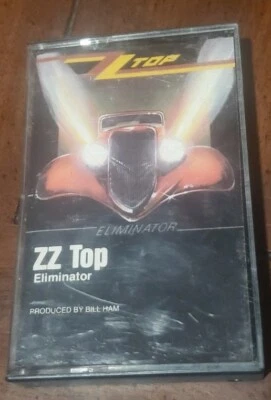 ZZ TOP
ELIMINATOR
ZZ Top
Eliminator
PRODUCED BY BILL HAM